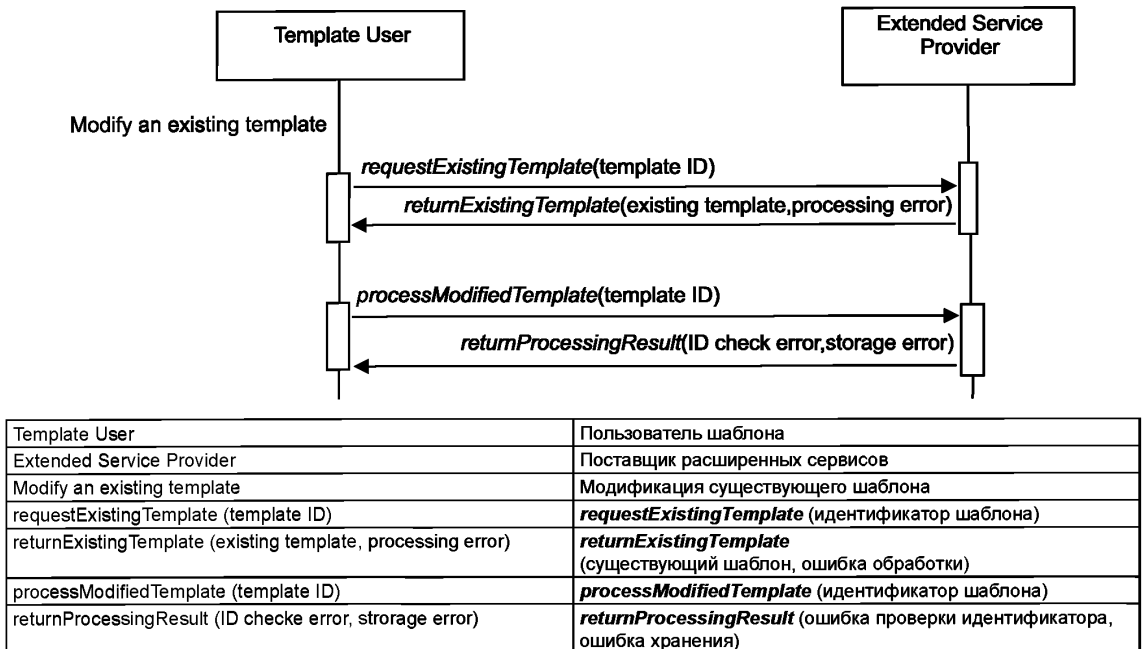 Template User
Extended Service
Provider
Modify an existing template
requestExistingTemplate(template ID)
returnExistingTemplate(existing template,processing error)
processModifiedTemplate(template ID)
returnProcessingResult(ID check error,storage error)
Template User Пользователь шаблона
Extended Service Provider Поставщик расширенных сервисов
Modify an existing template Модификация существующего шаблона
requestExistingTemplate (template ID) requestExistingTemplate (идентификатор шаблона)
returnExistingTemplate (existing template, processing error) returnExistingTemplate
(существующий шаблон, ошибка обработки)
processModifiedTemplate (template ID) processModifiedTemplate (идентификатор шаблона)
returnProcessingResult (ID checke error, strorage error) returnProcessingResult (ошибка проверки идентификатора,
ошибка хранения)